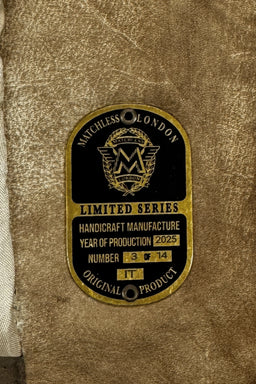 MATCHLESS LONDON
M
LIMITED SERIES
HANDICRAFT MANUFACTURE
YEAR OF PRODUCTION 2025
NUMBER 3 OF 14
IT
ORIGINAL PRODUCT